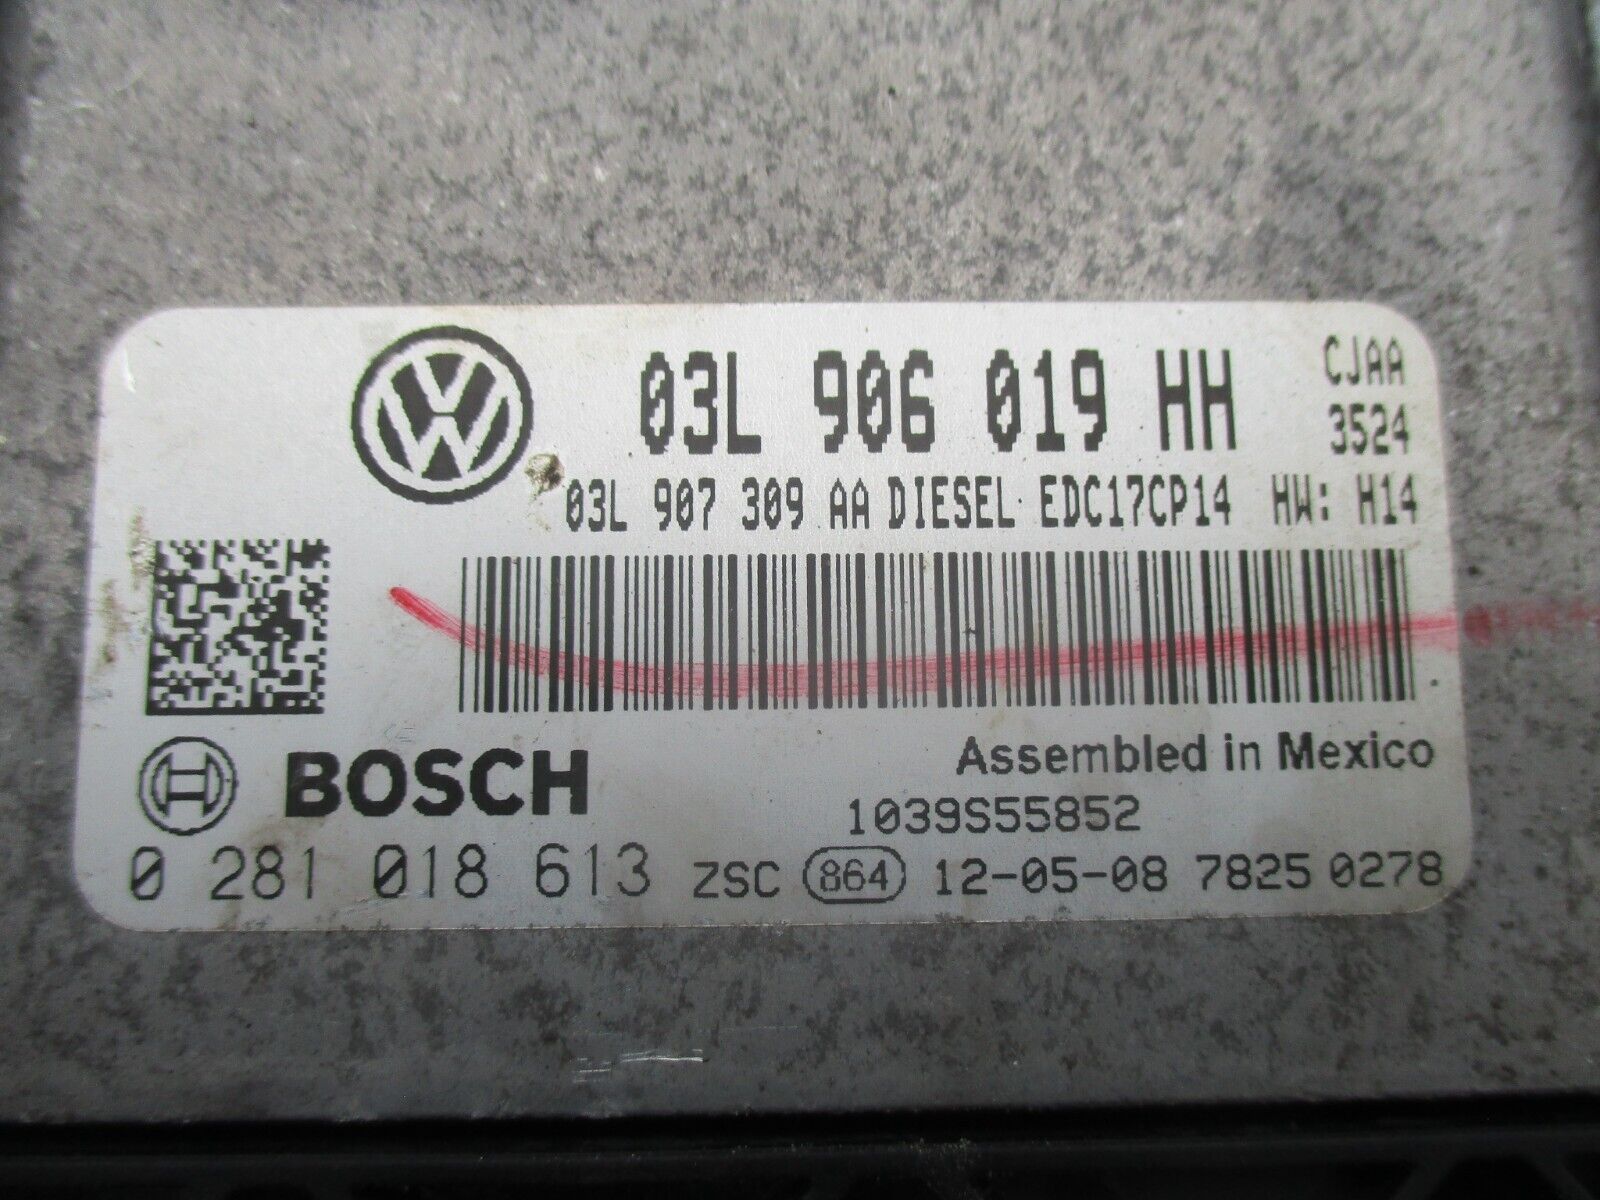 03L 906 019 HH CJAA
3524
03L 907 309 AA DIESEL EDC17CP14 HW: H14
BOSCH
Assembled in Mexico
1039S55852
0 281 018 613 ZSC 864 12-05-08 7825 0278